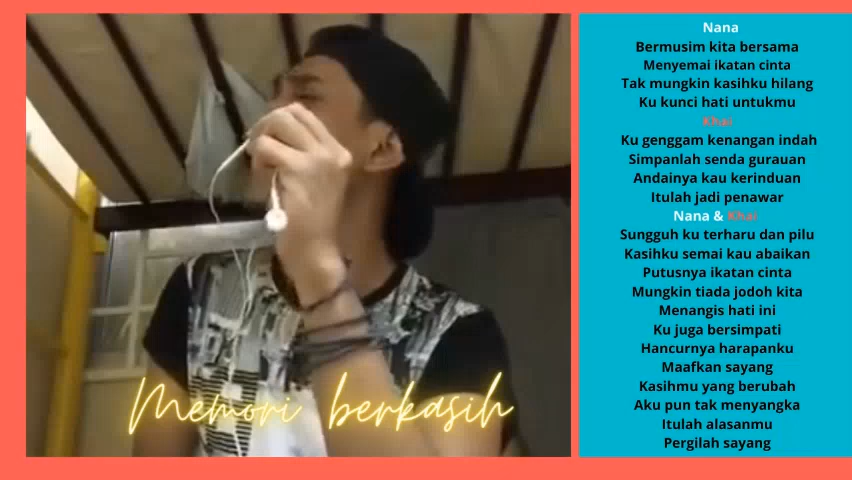 Memori berkasih
Nana
Bermusim kita bersama
Menyemai ikatan cinta
Tak mungkin kasihku hilang
Ku kunci hati untukmu
Khai
Ku genggam kenangan indah
Simpanlah senda gurauan
Andainya kau kerinduan
Itulah jadi penawar
Nana & Khai
Sungguh ku terharu dan pilu
Kasihku semai kau abaikan
Putusnya ikatan cinta
Mungkin tiada jodoh kita
Menangis hati ini
Ku juga bersimpati
Hancurnya harapanku
Maafkan sayang
Kasihmu yang berubah
Aku pun tak menyangka
Itulah alasanmu
Pergilah sayang